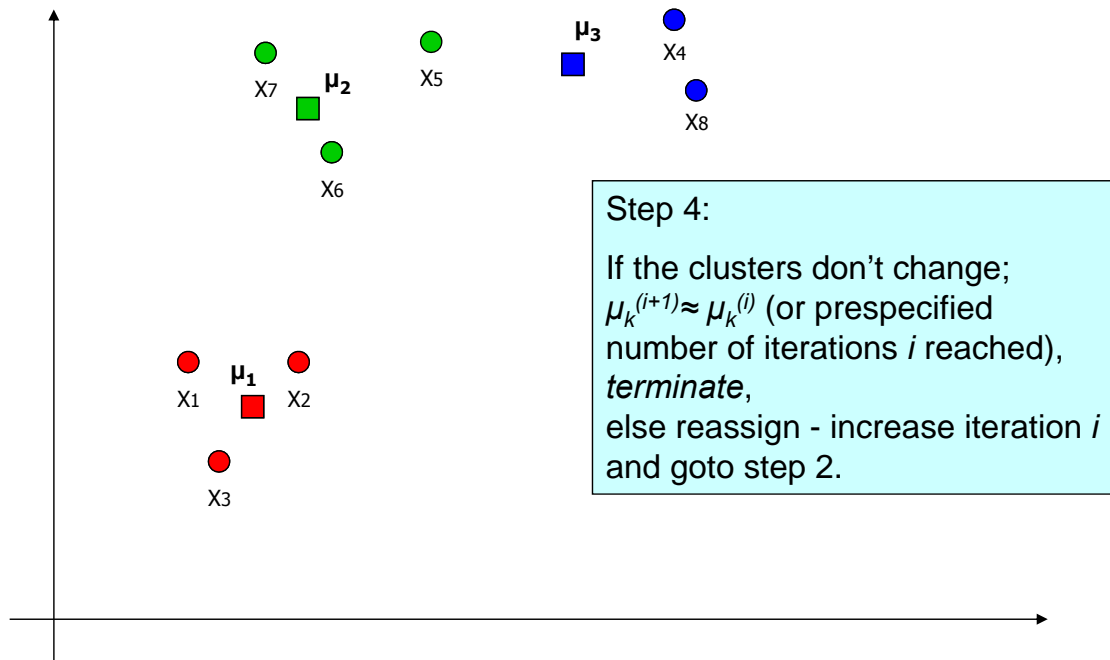 μ3
X4
μ2
X5
X7
X8
X6
Step 4:
If the clusters don't change;
μk(i+1)≈ μk(i) (or prespecified
number of iterations i reached),
terminate,
else reassign - increase iteration i
and goto step 2.
μ1
X1
X2
X3